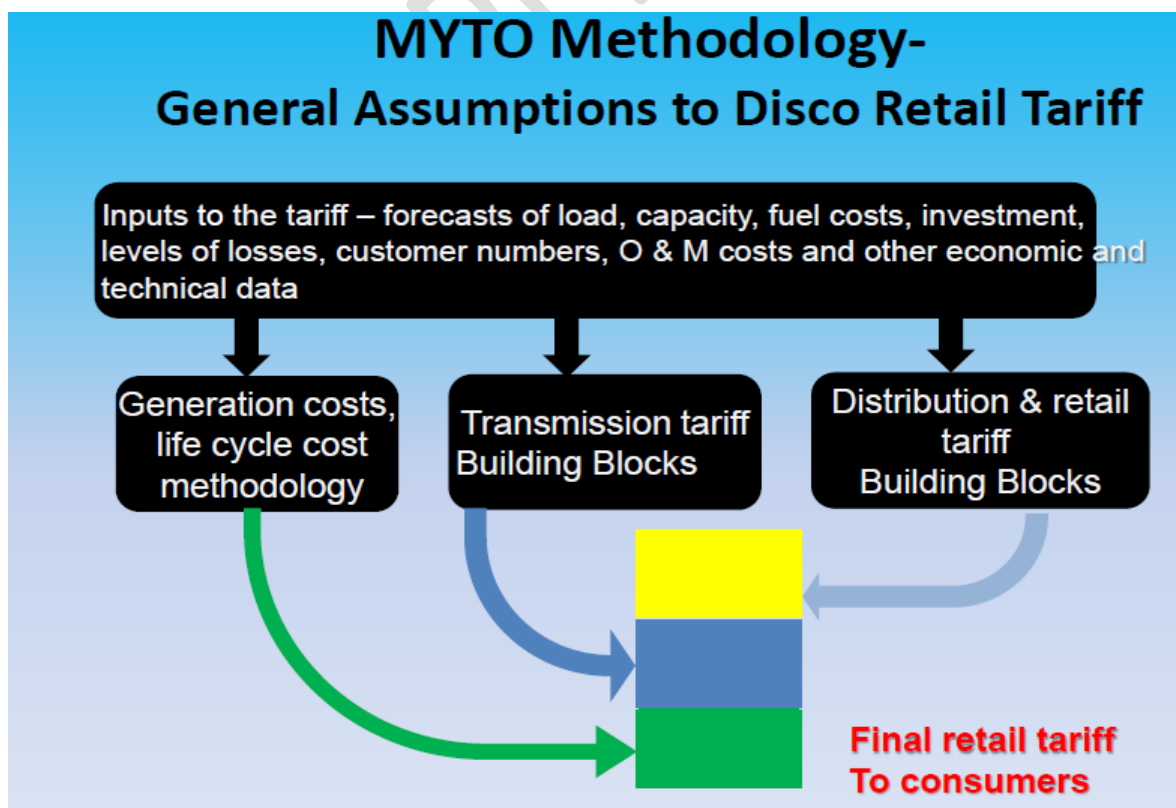 MYTO Methodology-
General Assumptions to Disco Retail Tariff
Inputs to the tariff – forecasts of load, capacity, fuel costs, investment,
levels of losses, customer numbers, O & M costs and other economic and
technical data
Generation costs,
life cycle cost
methodology
Transmission tariff
Building Blocks
Distribution & retail
tariff
Building Blocks
Final retail tariff
To consumers